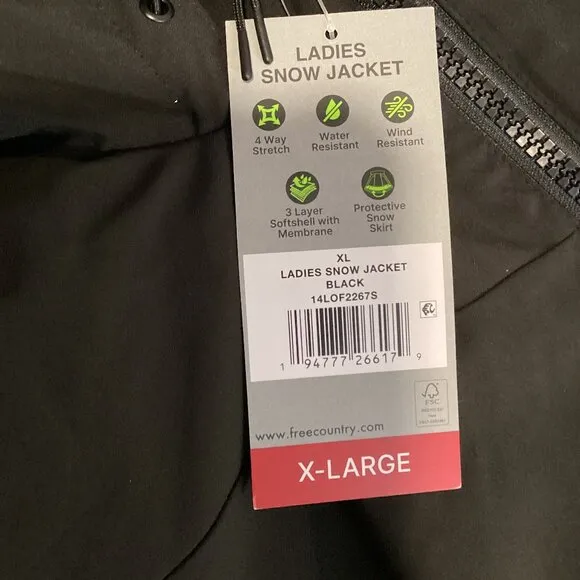 LADIES
SNOW JACKET
4 Way
Stretch
Water
Resistant
Wind
Resistant
3 Layer
Softshell with
Membrane
Protective
Snow
Skirt
XL
LADIES SNOW JACKET
BLACK
14LOF2267S
1 94777 26617 9
FSC
www.freecountry.com
X-LARGE